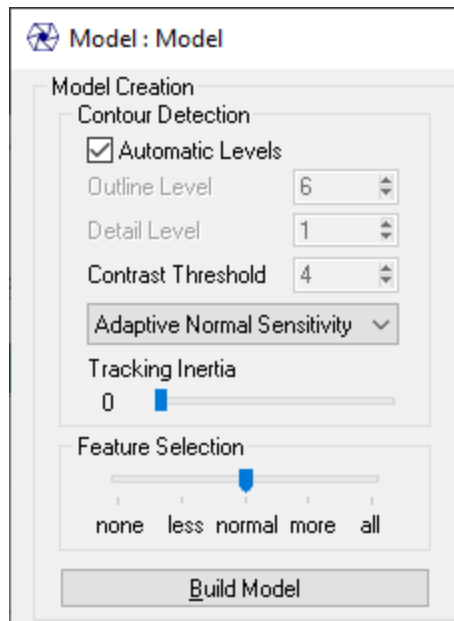 Model : Model
Model Creation
Contour Detection
Automatic Levels
Outline Level 6
Detail Level 1
Contrast Threshold 4
Adaptive Normal Sensitivity
Tracking Inertia
0
Feature Selection
none less normal more all
Build Model